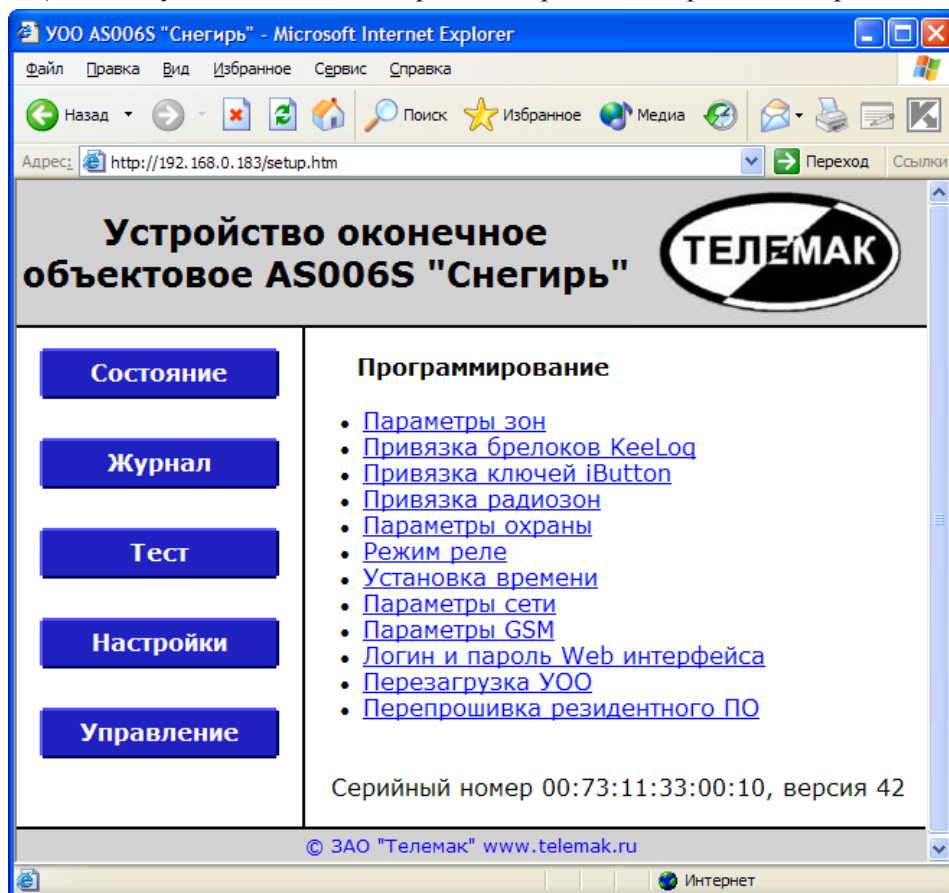 УОО AS006S "Снегирь" - Microsoft Internet Explorer
Файл Правка Вид Избранное Сервис Справка
Назад Поиск Избранное Медиа
Адрес: http://192.168.0.183/setup.htm Переход Ссылки
Устройство оконечное
объектовое AS006S "Снегирь"
ТЕЛЕМАК
Состояние
Журнал
Тест
Настройки
Управление
Программирование
Параметры зон
Привязка брелоков KeeLoq
Привязка ключей iButton
Привязка радиозон
Параметры охраны
Режим реле
Установка времени
Параметры сети
Параметры GSM
Логин и пароль Web интерфейса
Перезагрузка УОО
Перепрошивка резидентного ПО
Серийный номер 00:73:11:33:00:10, версия 42
© ЗАО "Телемак" www.telemak.ru
Интернет